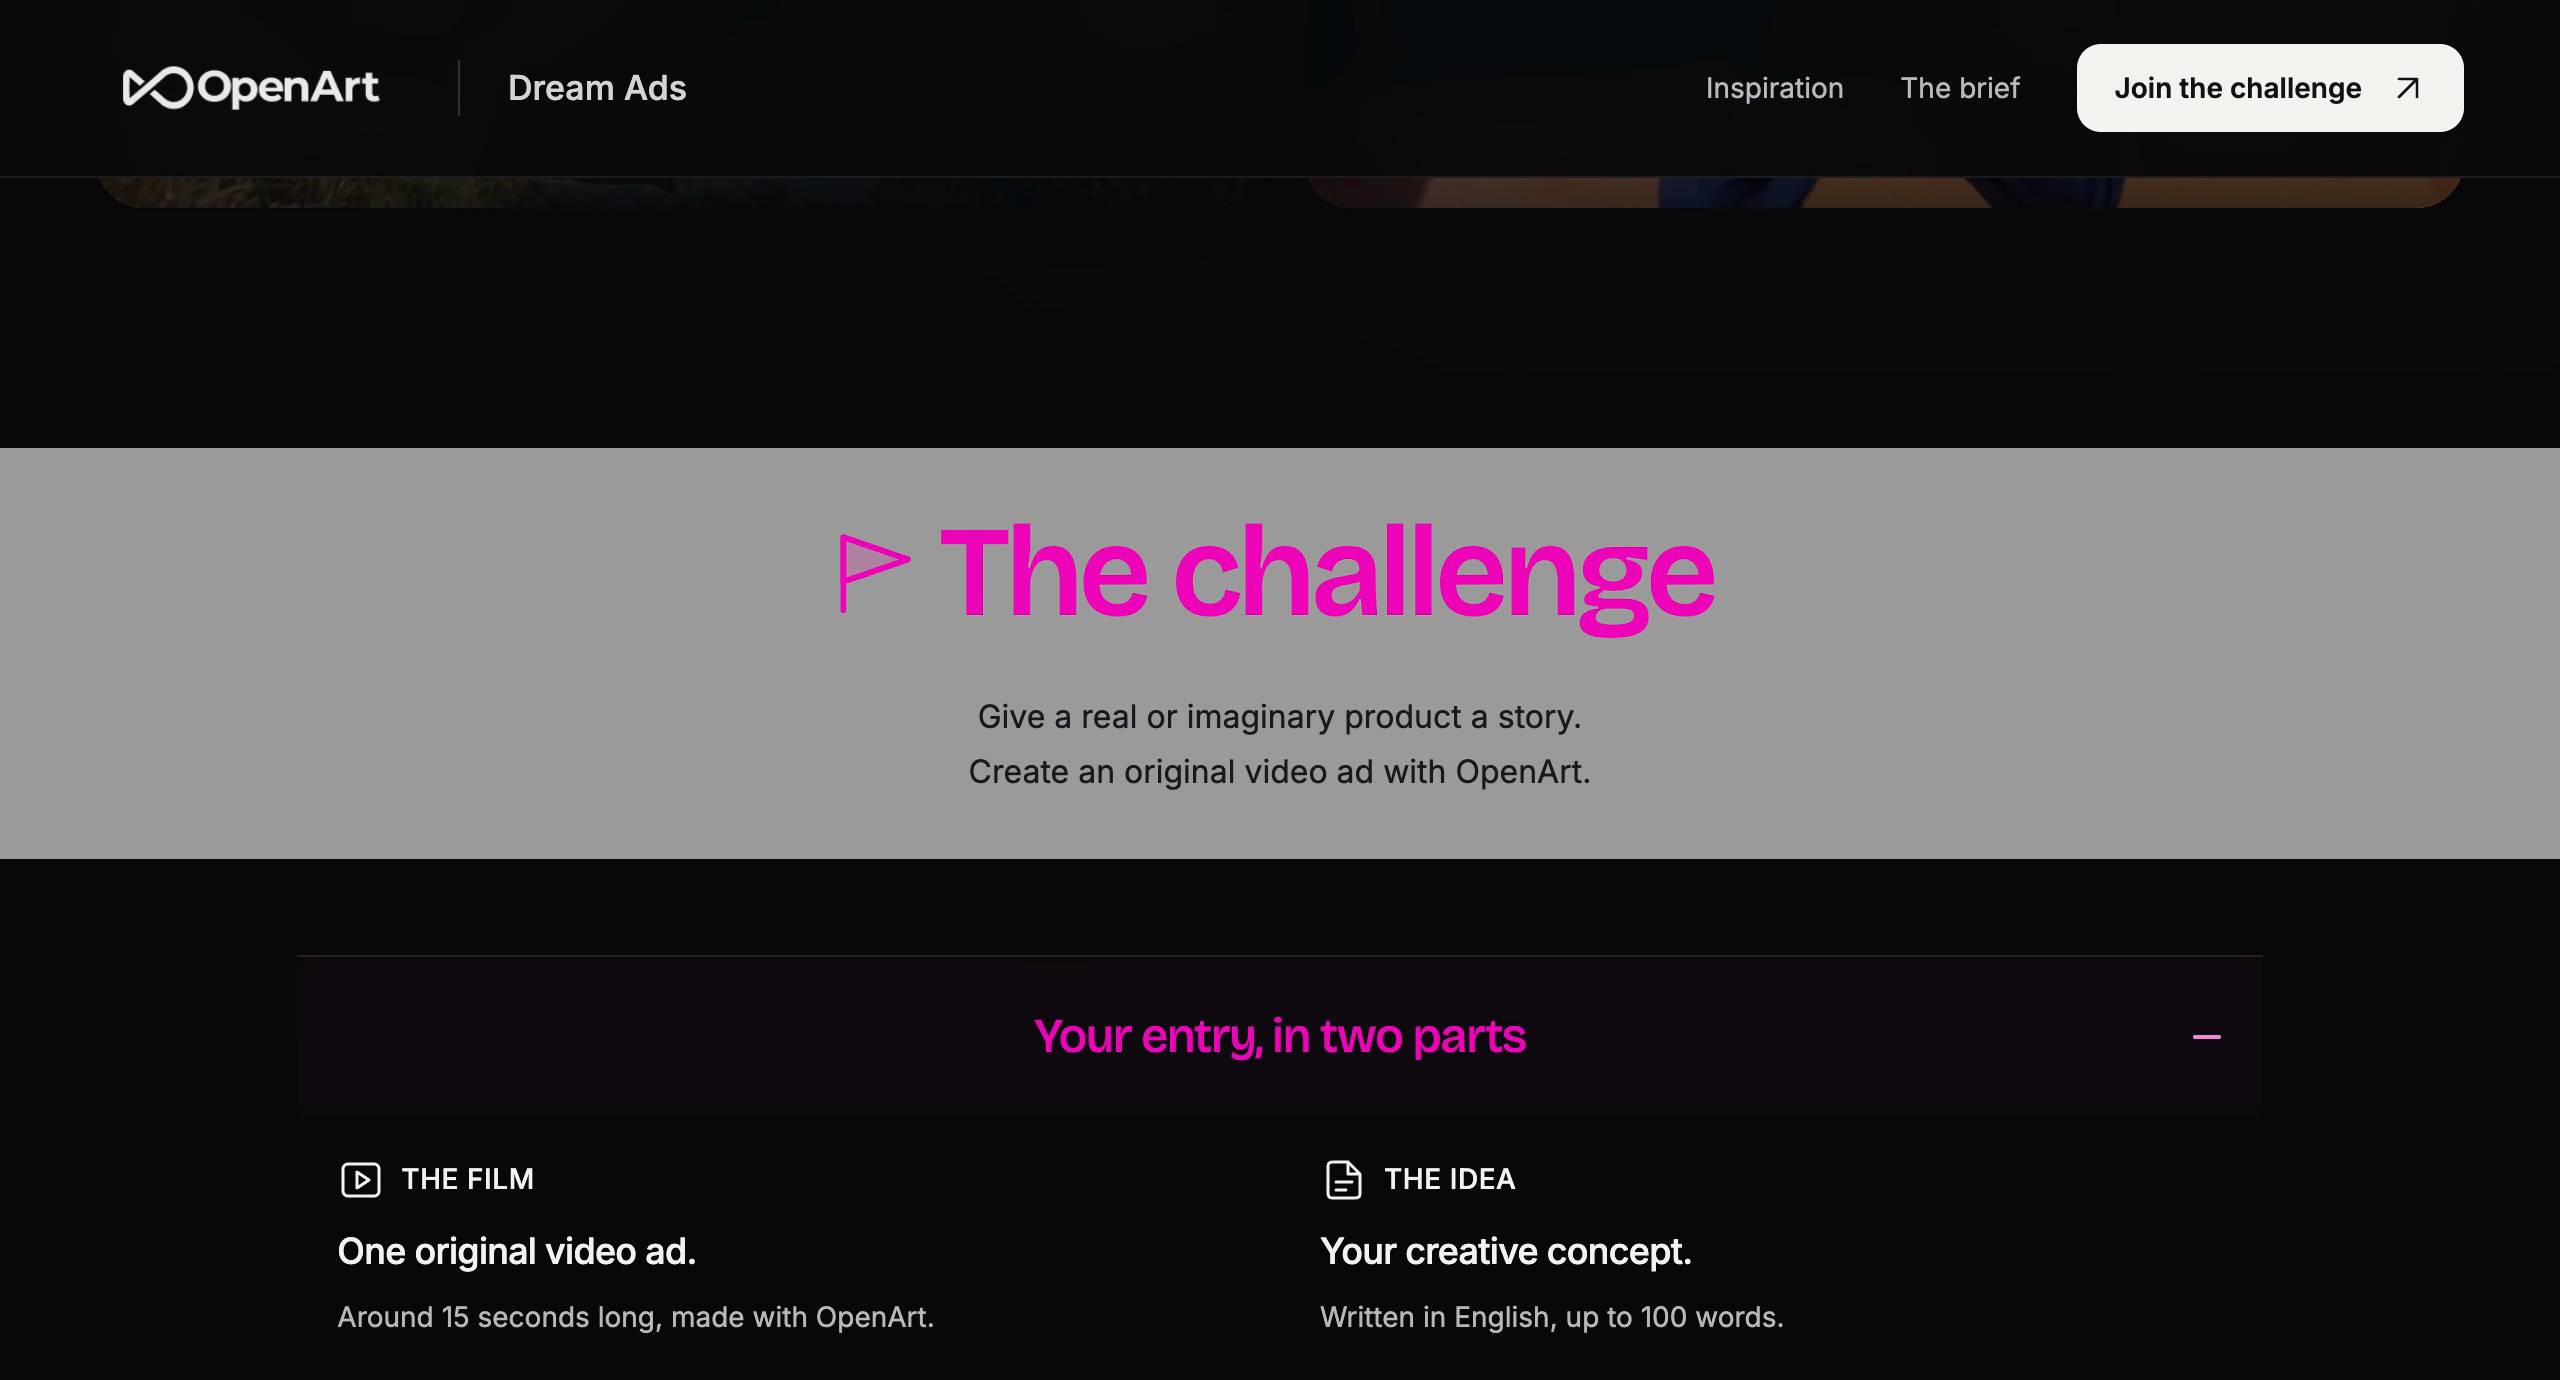 OpenArt
Dream Ads
Inspiration
The brief
Join the challenge
The challenge
Give a real or imaginary product a story.
Create an original video ad with OpenArt.
Your entry, in two parts
THE FILM
One original video ad.
Around 15 seconds long, made with OpenArt.
THE IDEA
Your creative concept.
Written in English, up to 100 words.